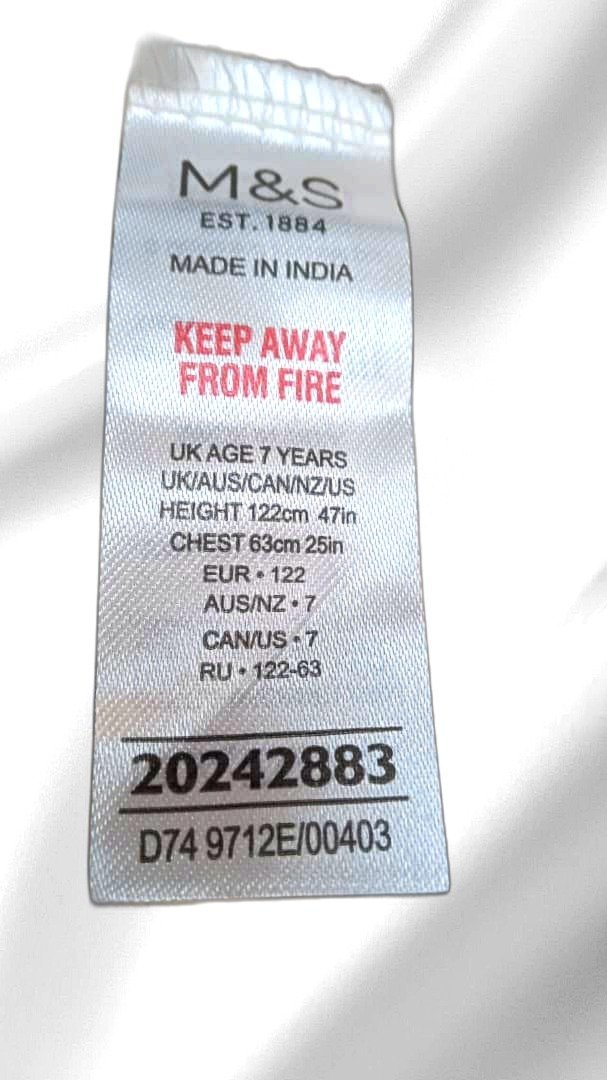 M&S
EST. 1884
MADE IN INDIA
KEEP AWAY
FROM FIRE
UK AGE 7 YEARS
UK/AUS/CAN/NZ/US
HEIGHT 122cm 47in
CHEST 63cm 25in
EUR • 122
AUS/NZ • 7
CAN/US • 7
RU • 122-63
20242883
D74 9712E/00403